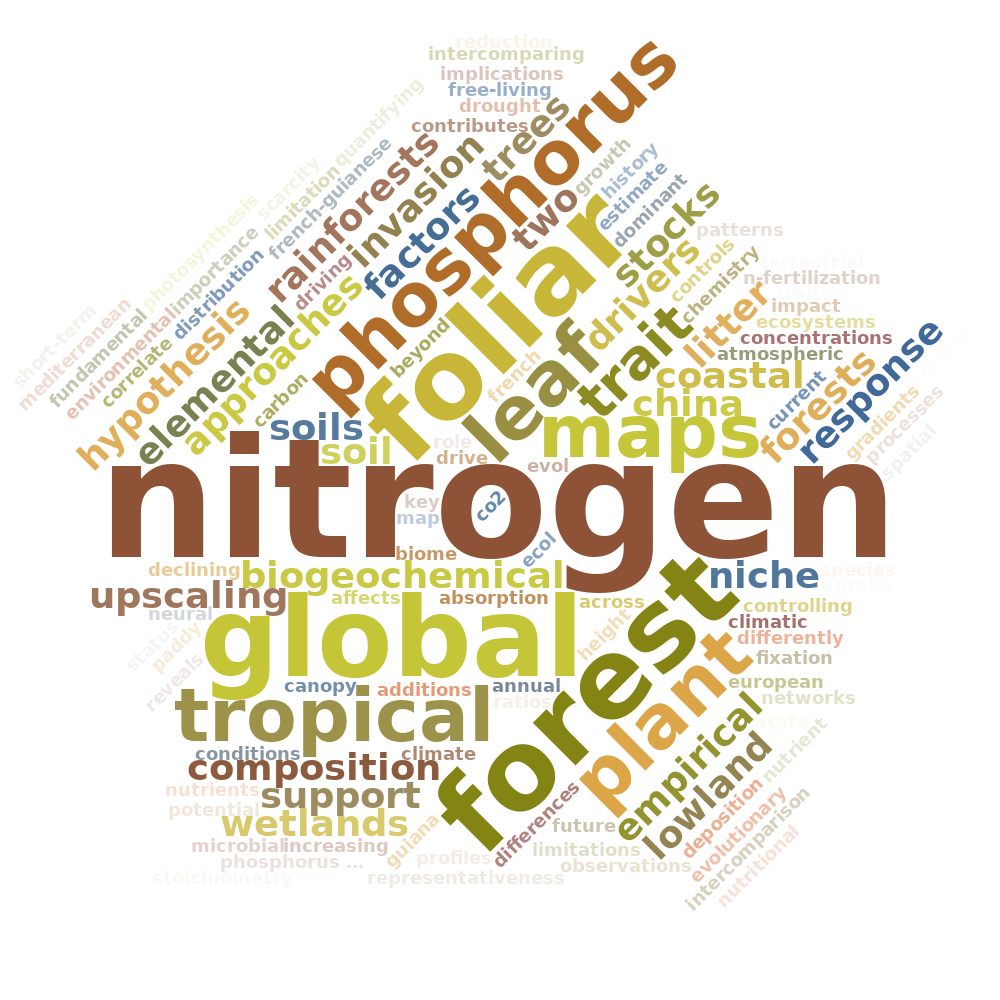 reduction
intercomparing
implications
free-living
drought
contributes
quantifying
phosphorus
trees
scarcity
limitation
french-guianese
rainforests
invasion
factors
two
growth
history
estimate
dominant
stocks
patterns
photosynthesis
importance
distribution
driving
foliar
drivers
controls
chemistry
terrestrial
n-fertilization
traits
impact
ecosystems
concentrations
atmospheric
short-term
mediterranean
fundamental
environmental
correlate
hypothesis
elemental
approaches
carbon
beyond
french
leaf
trait
litter
coastal
china
current
forests
response
gradients
processes
spatial
soils
soil
role
drive
evol
maps
nitrogen
key
map
co2
ecol
biome
declining
biogeochemical
niche
species
uptake
upscaling
affects
absorption
across
controlling
neural
status
paddy
reveals
global
height
climatic
differently
fixation
european
networks
canopy
additions
annual
ratios
tropical
forest
plant
state
conditions
climate
composition
nutrients
support
potential
wetlands
empirical
lowland
nutrient
microbial
increasing
phosphorus ...
guiana
profiles
differences
future
limitations
observations
deposition
evolutionary
intercomparison
nutritional
stoichiometry
representativeness